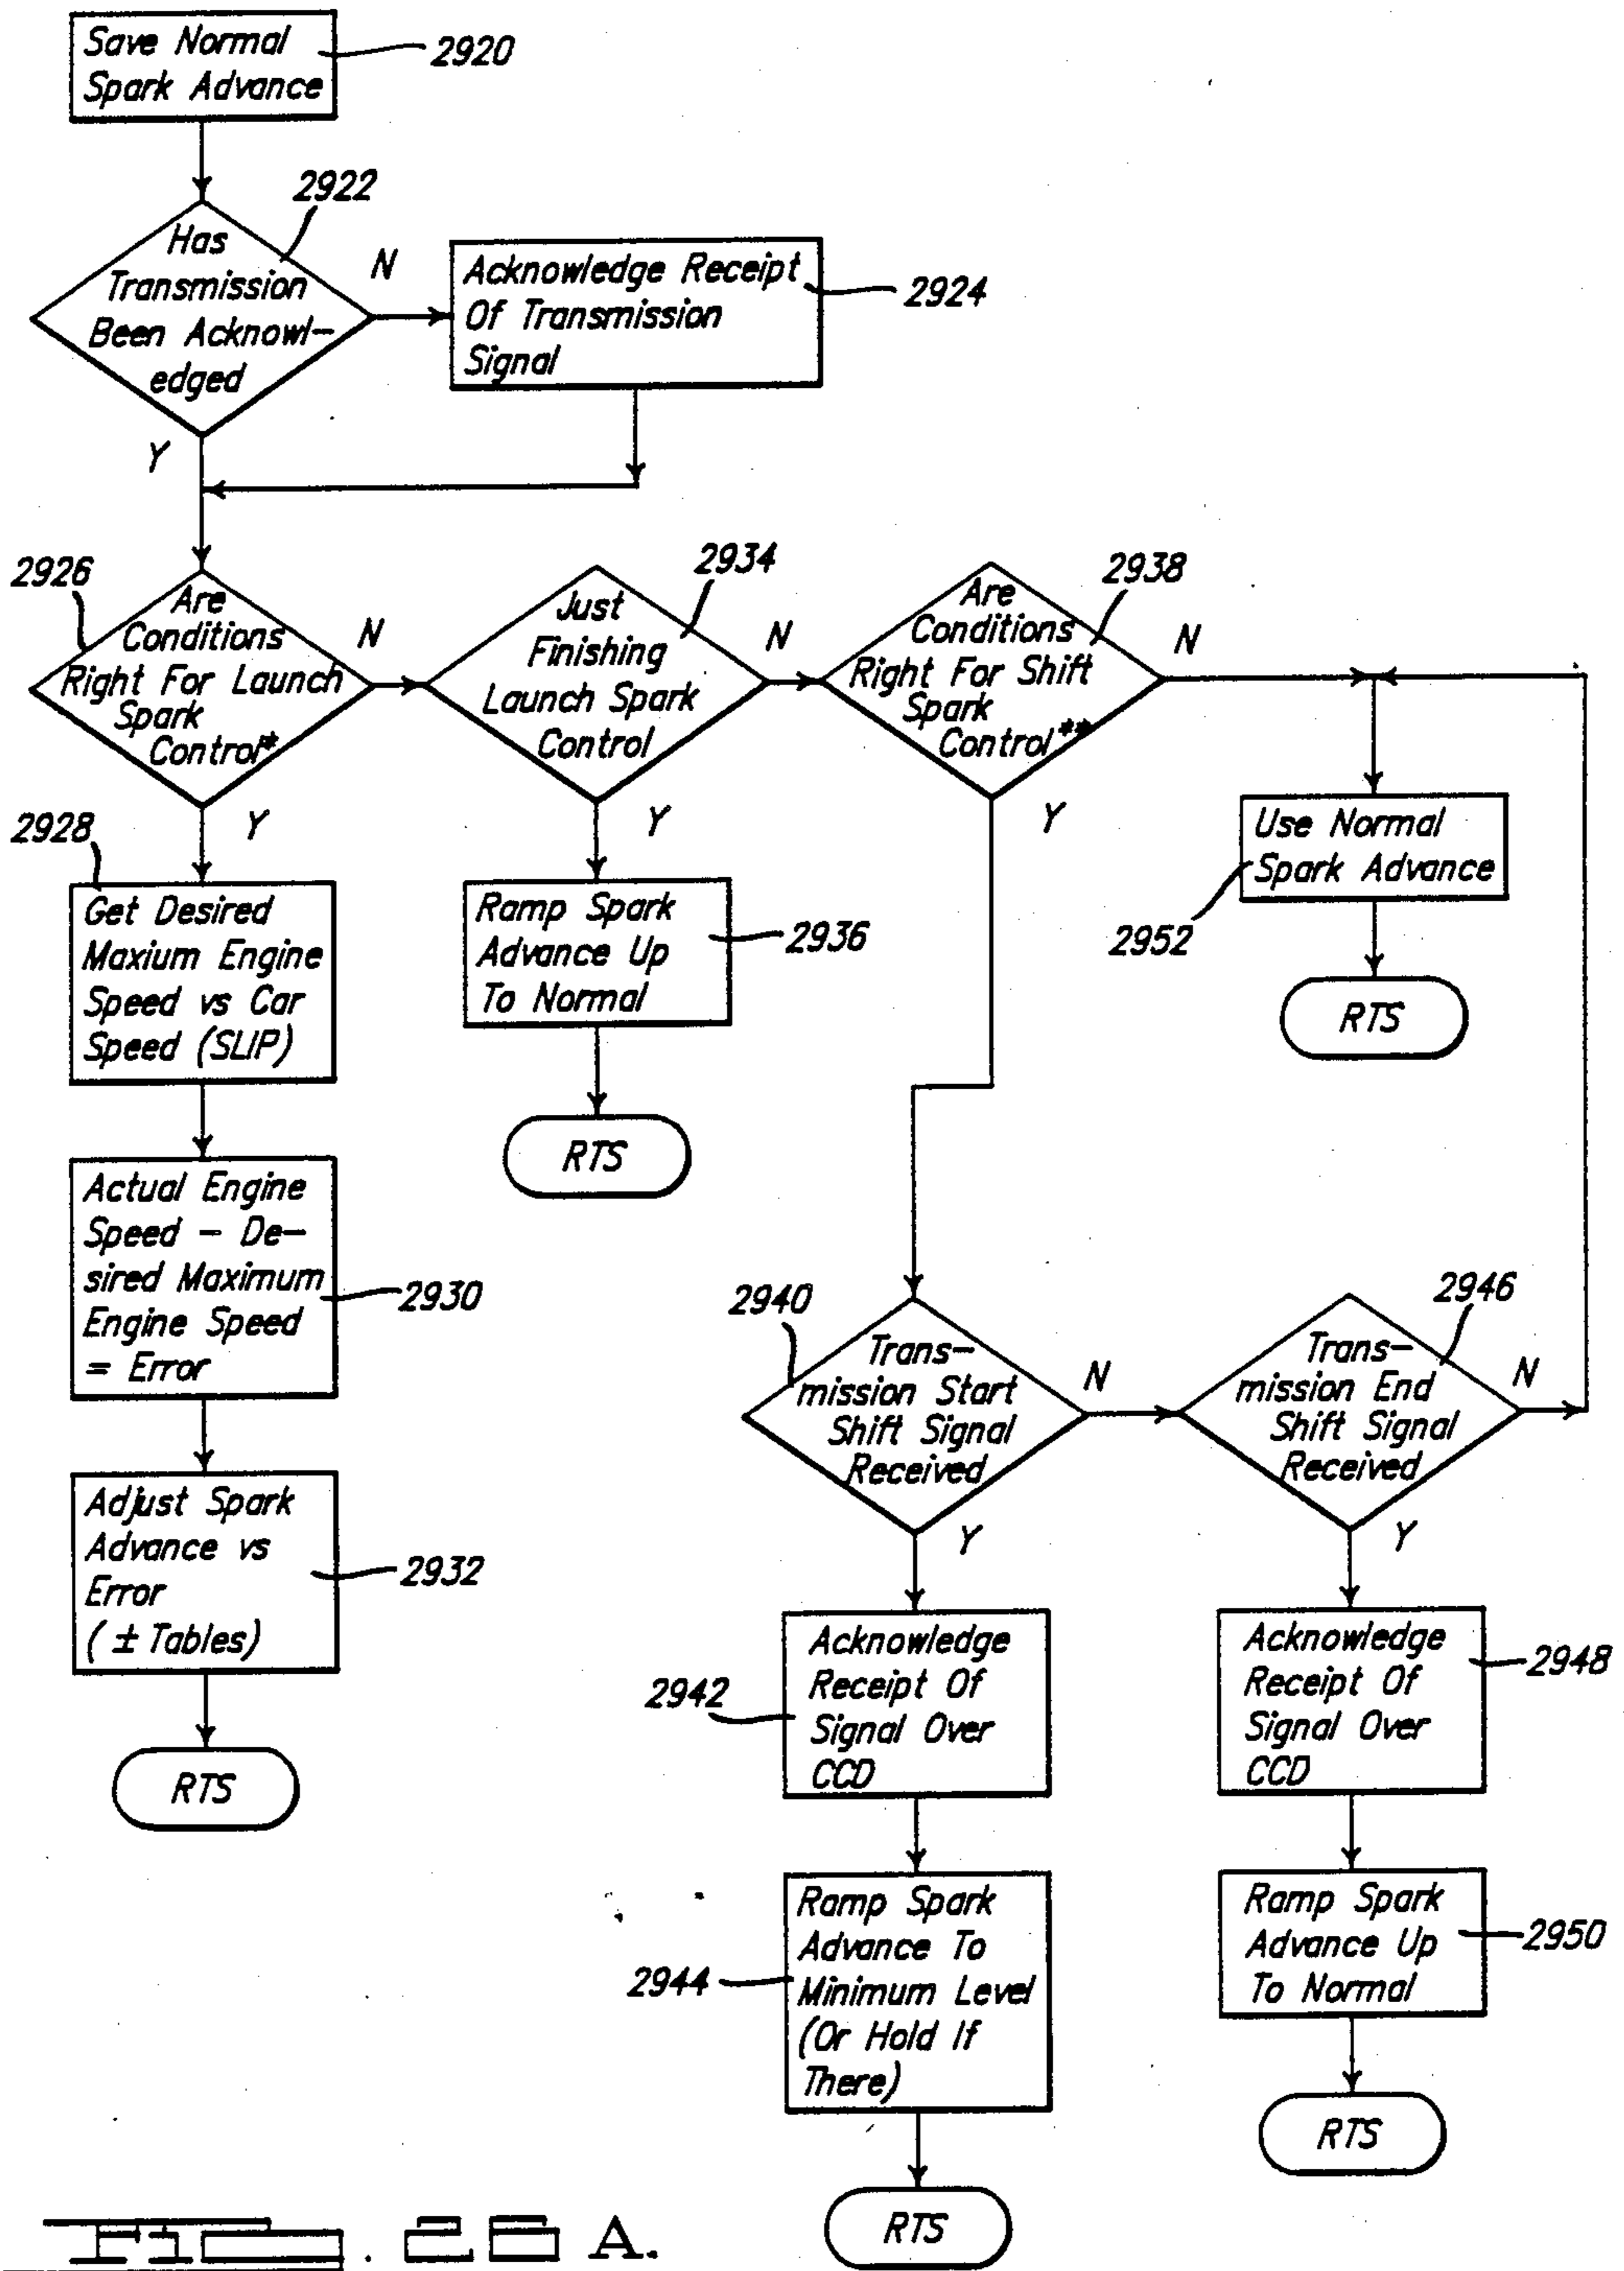 Save Normal
Spark Advance
2920
2922
Has
Transmission
Been Acknowl-
edged
N
Y
Acknowledge Receipt
Of Transmission
Signal
2924
2926
Are
Conditions
Right For Launch
Spark
Control*
N
Y
2934
Just
Finishing
Launch Spark
Control
N
Y
2938
Are
Conditions
Right For Shift
Spark
Control**
N
Y
2928
Get Desired
Maxium Engine
Speed vs Car
Speed (SLIP)
Ramp Spark
Advance Up
To Normal
2936
RTS
Use Normal
Spark Advance
2952
RTS
Actual Engine
Speed - De-
sired Maximum
Engine Speed
= Error
2930
Adjust Spark
Advance vs
Error
( ± Tables)
2932
RTS
2940
Trans-
mission Start
Shift Signal
Received
N
Y
2946
Trans-
mission End
Shift Signal
Received
N
Y
Acknowledge
Receipt Of
Signal Over
CCD
2942
Ramp Spark
Advance To
Minimum Level
(Or Hold If
There)
2944
RTS
Acknowledge
Receipt Of
Signal Over
CCD
2948
Ramp Spark
Advance Up
To Normal
2950
RTS
A.